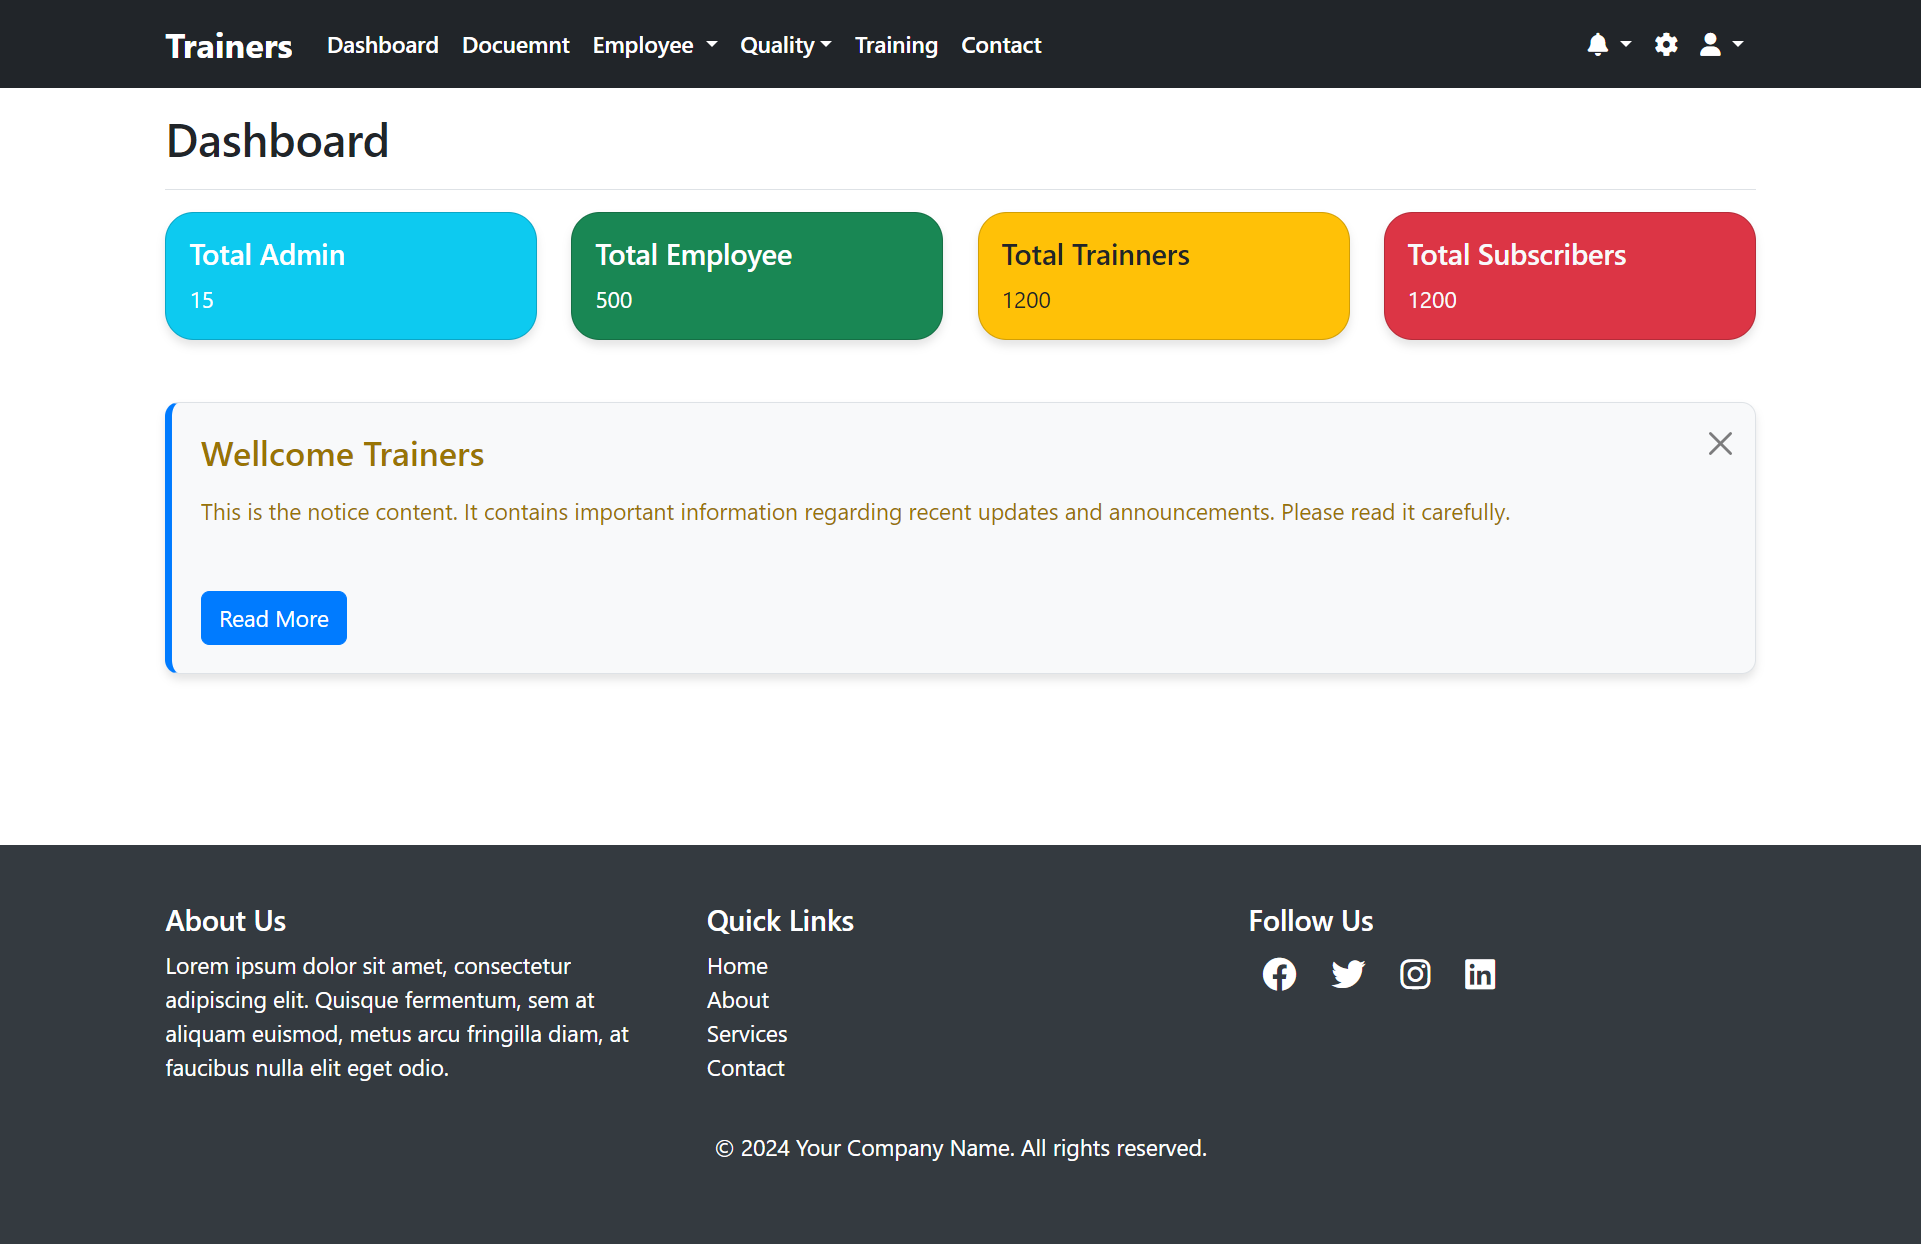 Trainers Dashboard Docuemnt Employee Quality Training Contact
Dashboard
Total Admin
15
Total Employee
500
Total Trainners
1200
Total Subscribers
1200
Wellcome Trainers
This is the notice content. It contains important information regarding recent updates and announcements. Please read it carefully.
Read More
About Us
Lorem ipsum dolor sit amet, consectetur
adipiscing elit. Quisque fermentum, sem at
aliquam euismod, metus arcu fringilla diam, at
faucibus nulla elit eget odio.
Quick Links
Home
About
Services
Contact
Follow Us
© 2024 Your Company Name. All rights reserved.